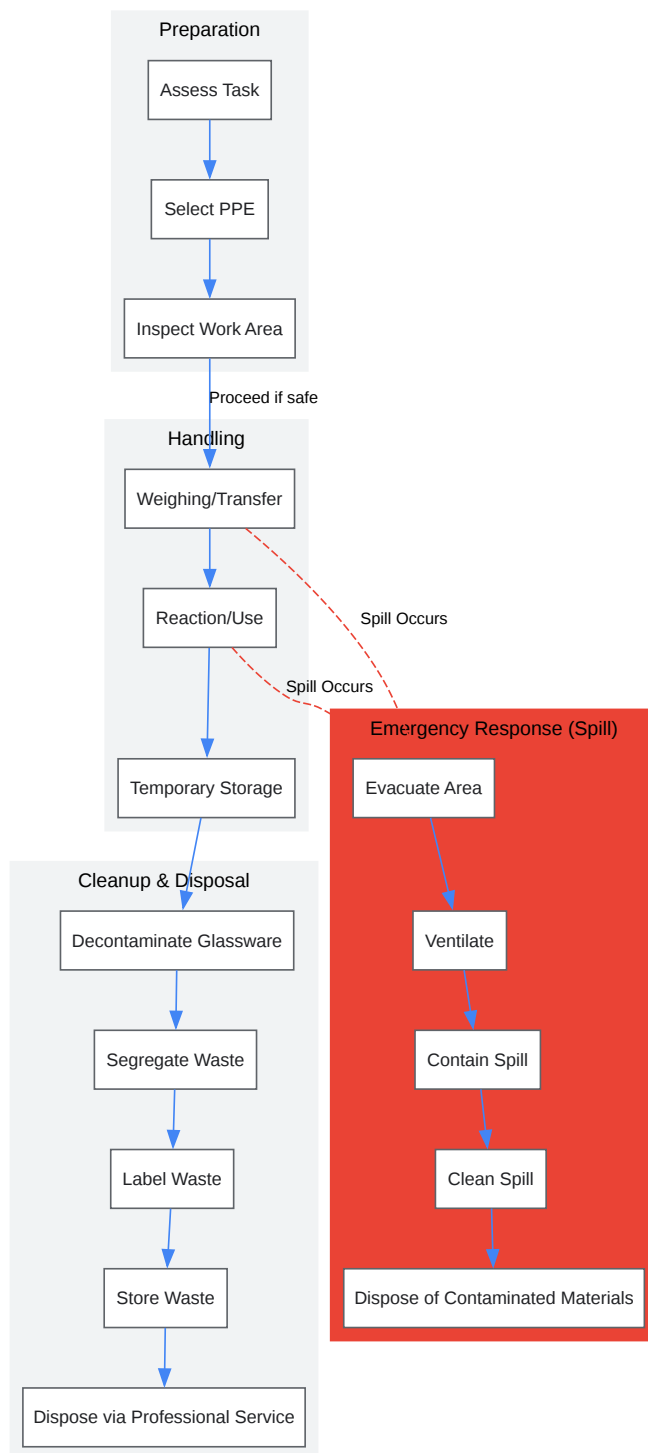 Preparation
Assess Task
Select PPE
Inspect Work Area
Proceed if safe
Handling
Weighing/Transfer
Reaction/Use
Spill Occurs
Spill Occurs
Temporary Storage
Emergency Response (Spill)
Evacuate Area
Ventilate
Contain Spill
Clean Spill
Dispose of Contaminated Materials
Cleanup & Disposal
Decontaminate Glassware
Segregate Waste
Label Waste
Store Waste
Dispose via Professional Service